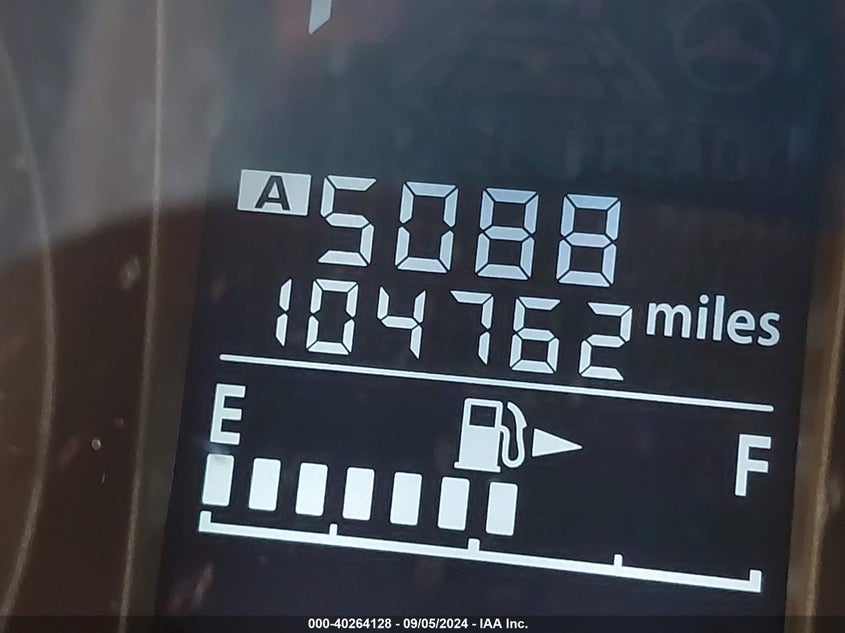 A 5088
104762 miles
E F
000-40264128 - 09/05/2024 - IAA Inc.